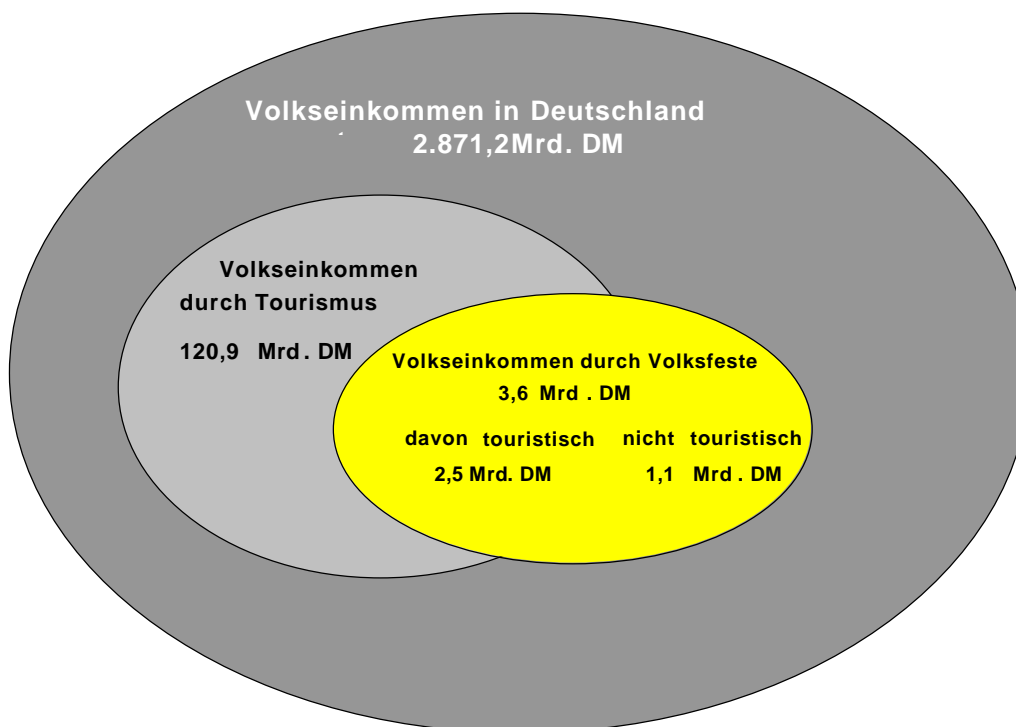 Volkseinkommen in Deutschland
2.871,2Mrd. DM
Volkseinkommen
durch Tourismus
120,9 Mrd. DM
Volkseinkommen durch Volksfeste
3,6 Mrd. DM
davon touristisch nicht touristisch
2,5 Mrd. DM 1,1 Mrd. DM